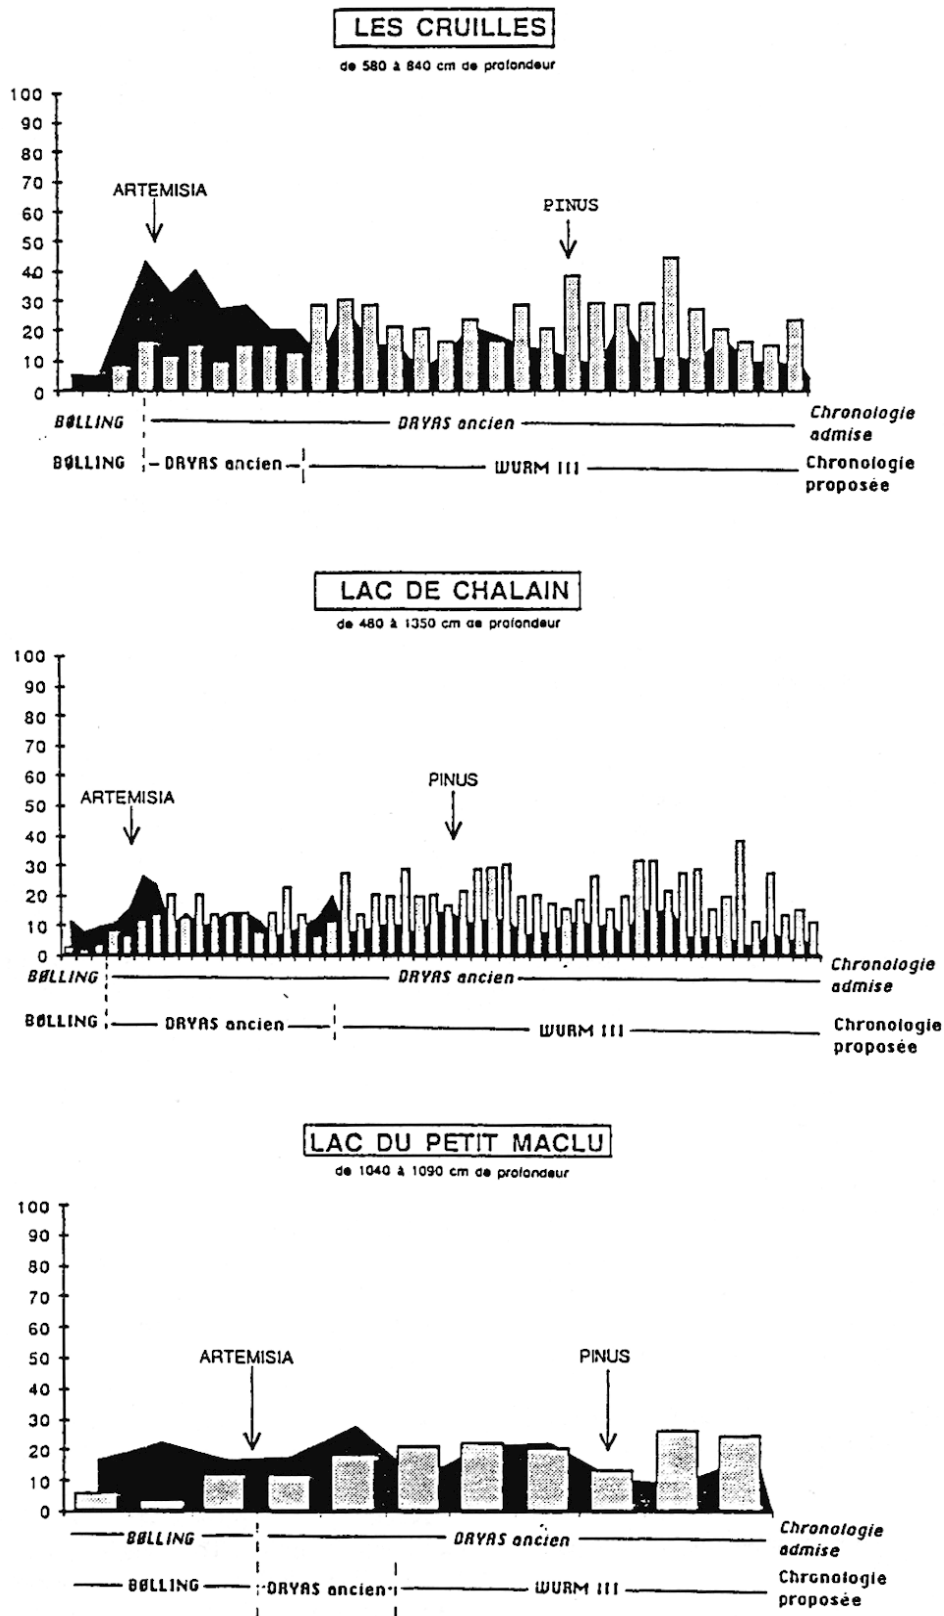 LES CRUILLES
de 580 à 840 cm de profondeur
100
90
80
70
60
50
40
30
20
10
0
ARTEMISIA
PINUS
BØLLING DRYAS ancien Chronologie admise
BØLLING DRYAS ancien WURM III Chronologie proposée
LAC DE CHALAIN
de 480 à 1350 cm de profondeur
100
90
80
70
60
50
40
30
20
10
0
ARTEMISIA
PINUS
BØLLING DRYAS ancien Chronologie admise
BØLLING DRYAS ancien WURM III Chronologie proposée
LAC DU PETIT MACLU
de 1040 à 1090 cm de profondeur
100
90
80
70
60
50
40
30
20
10
0
ARTEMISIA
PINUS
BØLLING DRYAS ancien Chronologie admise
BØLLING DRYAS ancien WURM III Chronologie proposée